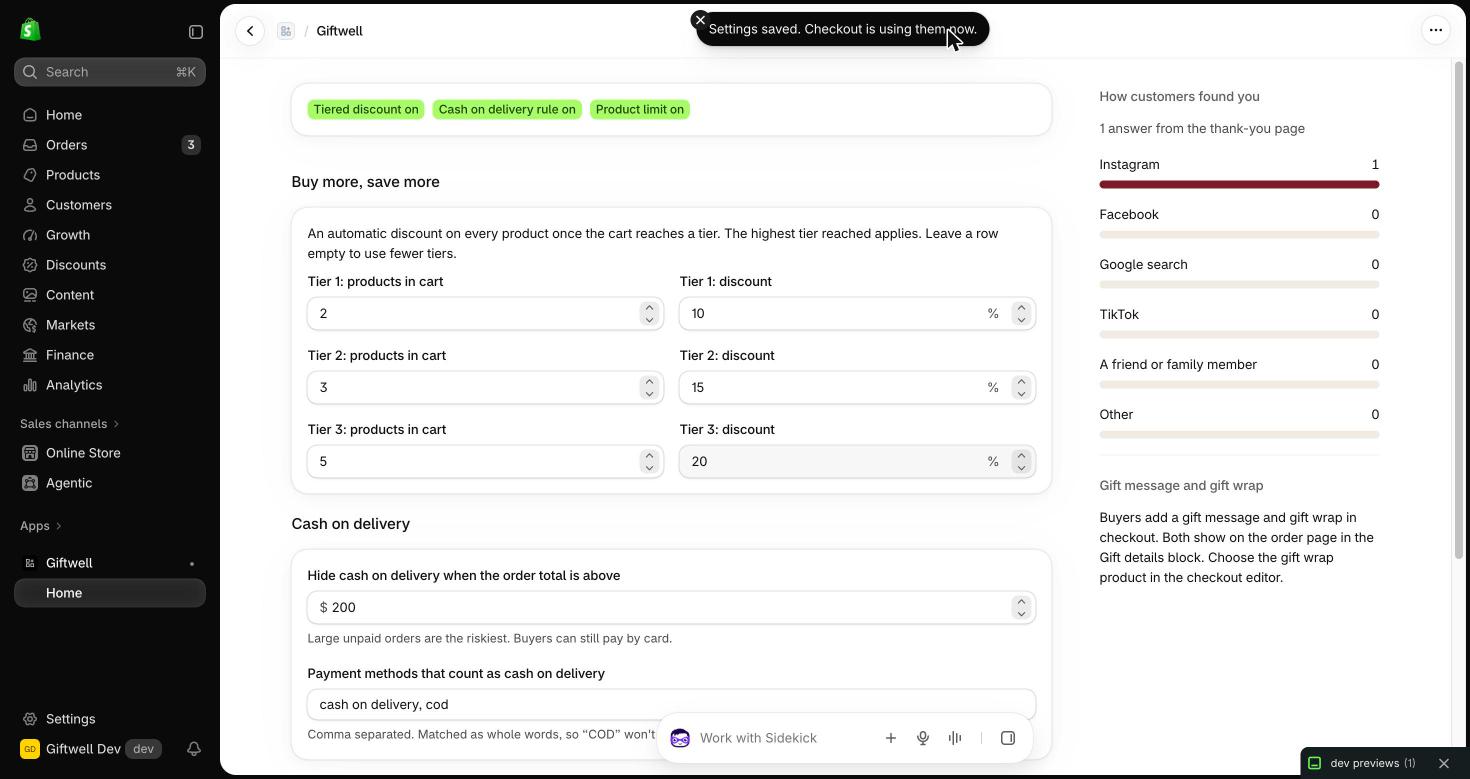 Giftwell
Settings saved. Checkout is using them now.
Search
⌘K
Home
Orders
3
Products
Customers
Growth
Discounts
Content
Markets
Finance
Analytics
Sales channels
Online Store
Agentic
Apps
Giftwell
Home
Settings
GD
Giftwell Dev
dev
Tiered discount on
Cash on delivery rule on
Product limit on
Buy more, save more
An automatic discount on every product once the cart reaches a tier. The highest tier reached applies. Leave a row
empty to use fewer tiers.
Tier 1: products in cart
Tier 1: discount
2
10
%
Tier 2: products in cart
Tier 2: discount
3
15
%
Tier 3: products in cart
Tier 3: discount
5
20
%
Cash on delivery
Hide cash on delivery when the order total is above
$ 200
Large unpaid orders are the riskiest. Buyers can still pay by card.
Payment methods that count as cash on delivery
cash on delivery, cod
Comma separated. Matched as whole words, so “COD” won't
Work with Sidekick
How customers found you
1 answer from the thank-you page
Instagram
1
Facebook
0
Google search
0
TikTok
0
A friend or family member
0
Other
0
Gift message and gift wrap
Buyers add a gift message and gift wrap in
checkout. Both show on the order page in the
Gift details block. Choose the gift wrap
product in the checkout editor.
dev previews (1)